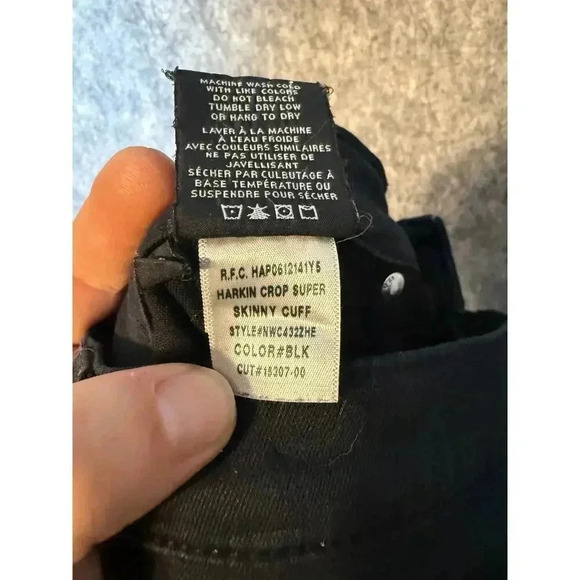 MACHINE WASH COLD
WITH LIKE COLORS
DO NOT BLEACH
TUMBLE DRY LOW
OR HANG TO DRY
LAVER À LA MACHINE
À L'EAU FROIDE
AVEC COULEURS SIMILAIRES
NE PAS UTILISER DE
JAVELLISANT
SÉCHER PAR CULBUTAGE À
BASE TEMPÉRATURE OU
SUSPENDRE POUR SÉCHER
R.F.C. HAP0612141Y5
HARKIN CROP SUPER
SKINNY CUFF
STYLE#NWC432ZHE
COLOR#BLK
CUT#15207-00